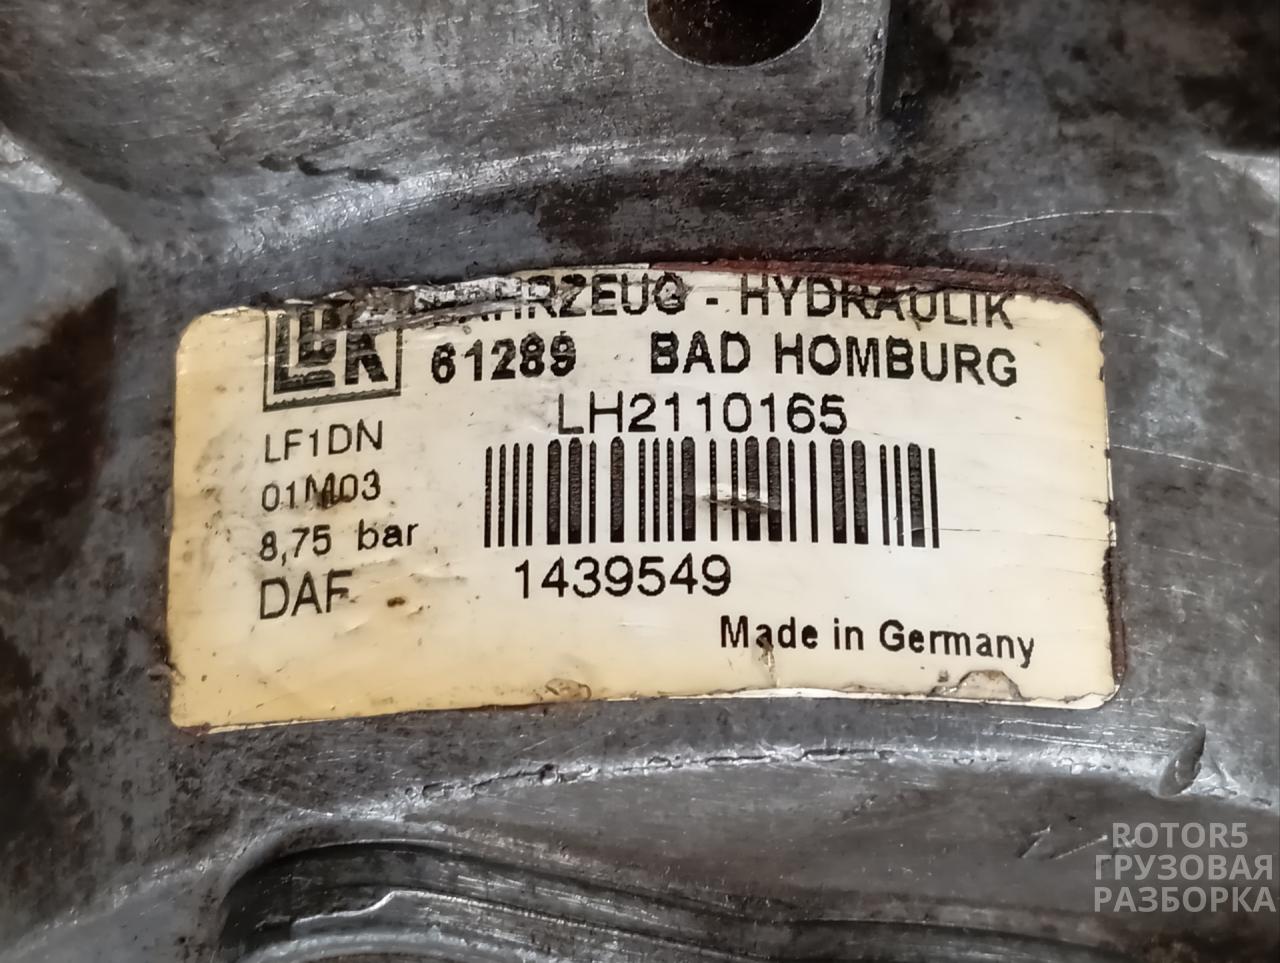 LUK FAHRZEUG - HYDRAULIK
61289 BAD HOMBURG
LH2110165
LF1DN
01M03
8,75 bar
DAF
1439549
Made in Germany
ROTOR5
ГРУЗОВАЯ
РАЗБОРКА